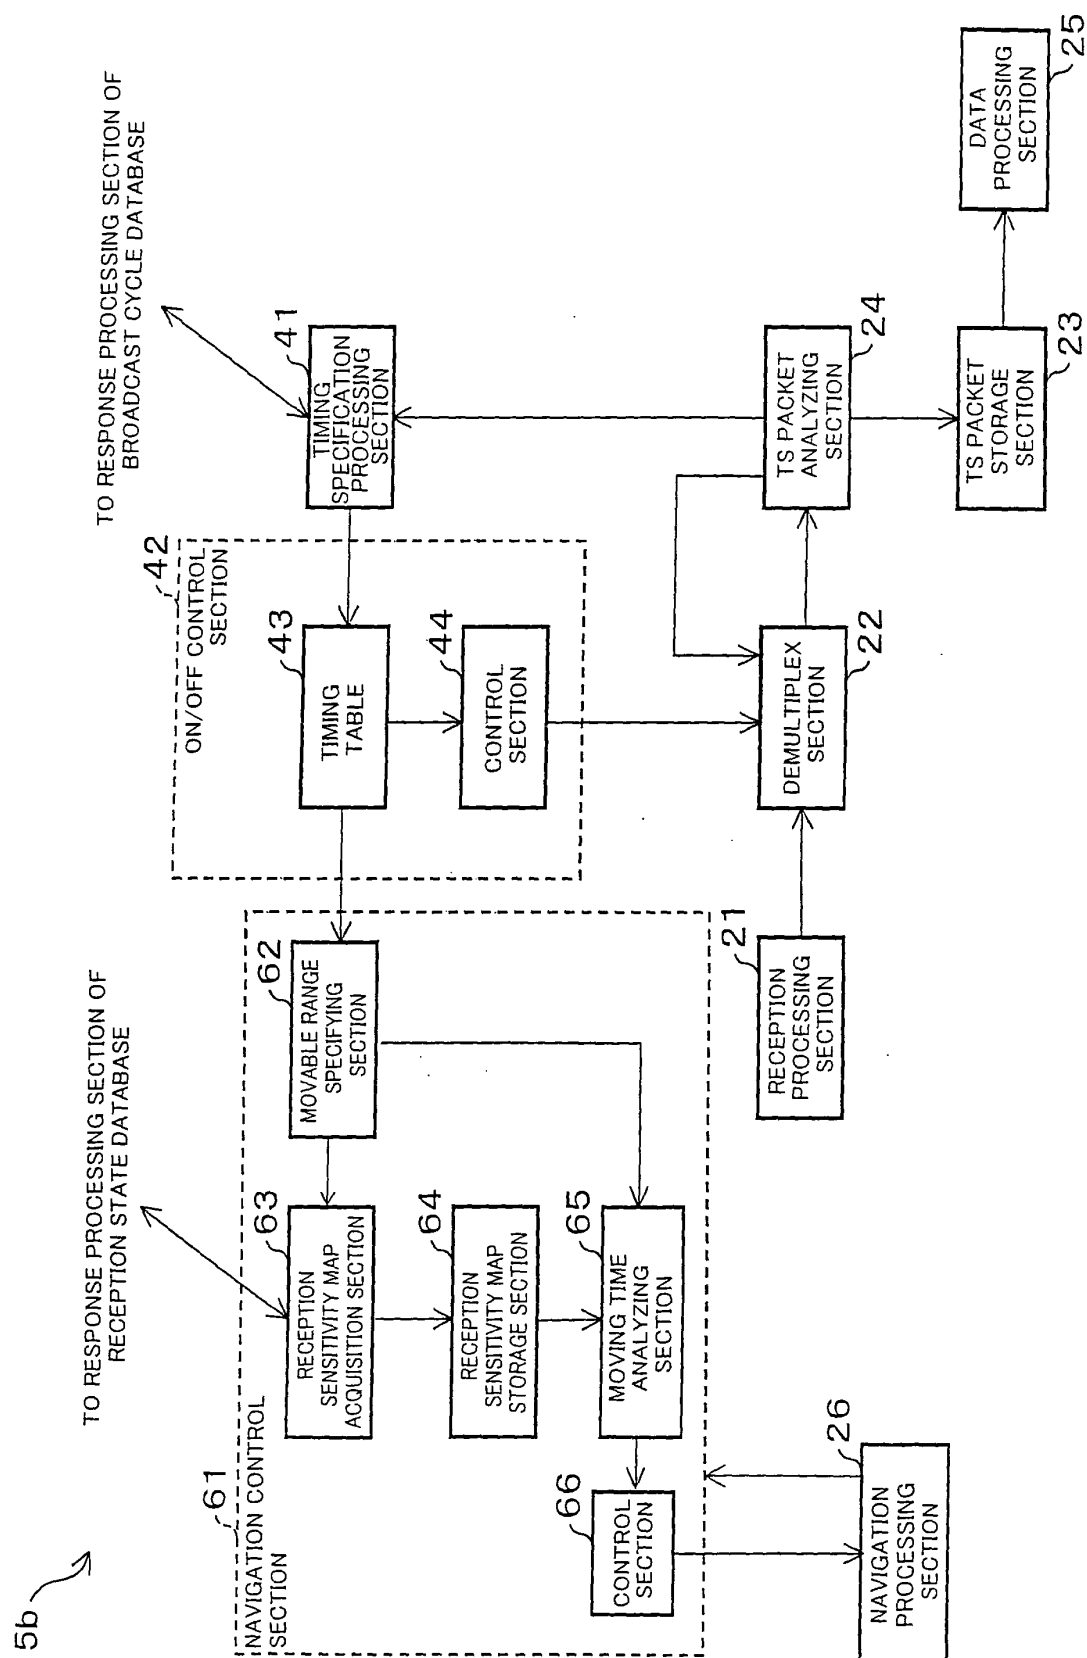 5b
TO RESPONSE PROCESSING SECTION OF
RECEPTION STATE DATABASE
TO RESPONSE PROCESSING SECTION OF
BROADCAST CYCLE DATABASE
61
NAVIGATION CONTROL
SECTION
63
RECEPTION
SENSITIVITY MAP
ACQUISITION SECTION
62
MOVABLE RANGE
SPECIFYING
SECTION
64
RECEPTION
SENSITIVITY MAP
STORAGE SECTION
65
MOVING TIME
ANALYZING
SECTION
66
CONTROL
SECTION
26
NAVIGATION
PROCESSING
SECTION
42
ON/OFF CONTROL
SECTION
43
TIMING
TABLE
44
CONTROL
SECTION
41
TIMING
SPECIFICATION
PROCESSING
SECTION
21
RECEPTION
PROCESSING
SECTION
DEMULTIPLEX
SECTION
22
24
TS PACKET
ANALYZING
SECTION
TS PACKET
STORAGE
SECTION
23
DATA
PROCESSING
SECTION
25